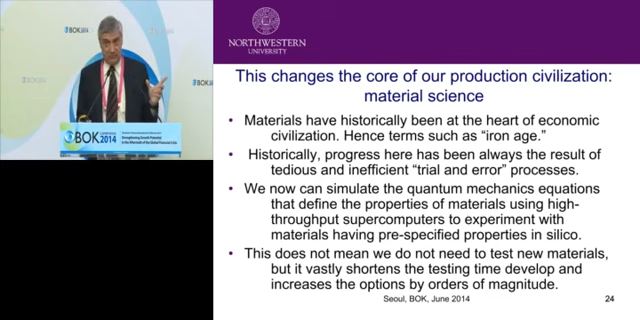 BOK
BOK CONFERENCE 2014
Strengthening Growth Potential
in the Aftermath of the Global Financial Crisis
NORTHWESTERN
UNIVERSITY
This changes the core of our production civilization:
material science
• Materials have historically been at the heart of economic
civilization. Hence terms such as “iron age.”
• Historically, progress here has been always the result of
tedious and inefficient “trial and error” processes.
• We now can simulate the quantum mechanics equations
that define the properties of materials using high-
throughput supercomputers to experiment with
materials having pre-specified properties in silico.
• This does not mean we do not need to test new materials,
but it vastly shortens the testing time develop and
increases the options by orders of magnitude.
Seoul, BOK, June 2014
24